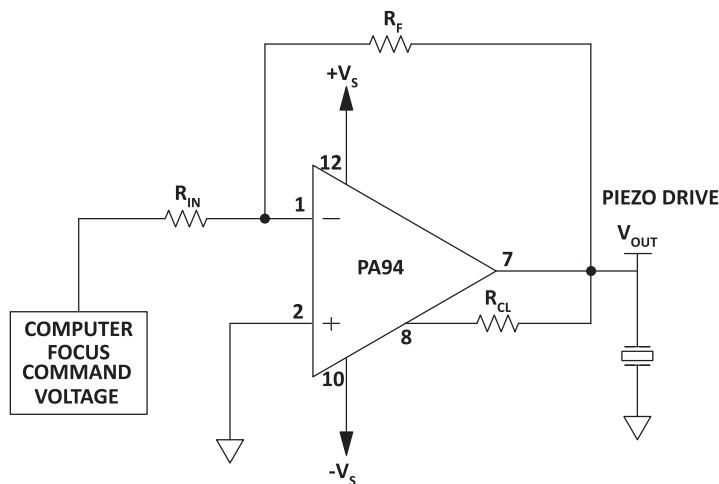 R_F
+V_S
12
R_IN
PIEZO DRIVE
1
−
V_OUT
PA94
7
R_CL
2
+
8
COMPUTER
FOCUS
COMMAND
VOLTAGE
10
-V_S